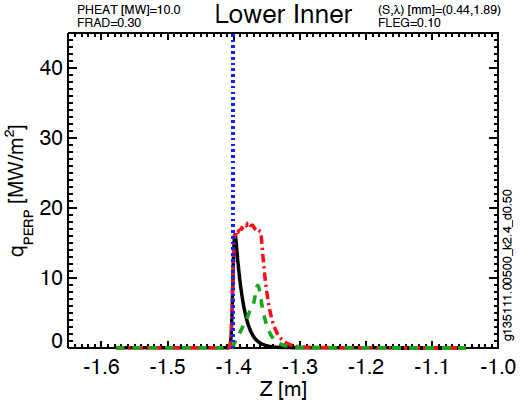 PHEAT [MW]=10.0
FRAD=0.30
Lower Inner
(S,λ) [mm]=(0.44,1.89)
FLEG=0.10
40
30
20
10
0
qPERP [MW/m²]
-1.6 -1.5 -1.4 -1.3 -1.2 -1.1 -1.0
Z [m]
g135111.00500_k2.4_d0.50